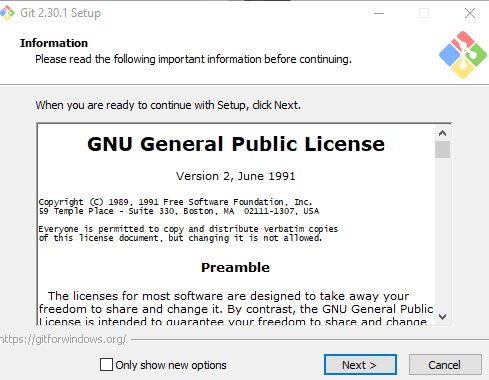 Git 2.30.1 Setup
Information
Please read the following important information before continuing.
When you are ready to continue with Setup, click Next.
GNU General Public License
Version 2, June 1991
Copyright (C) 1989, 1991 Free Software Foundation, Inc.
59 Temple Place - Suite 330, Boston, MA  02111-1307, USA
Everyone is permitted to copy and distribute verbatim copies
of this license document, but changing it is not allowed.
Preamble
The licenses for most software are designed to take away your
freedom to share and change it. By contrast, the GNU General Public
License is intended to guarantee your freedom to share and change
https://gitforwindows.org/
Only show new options
Next >
Cancel